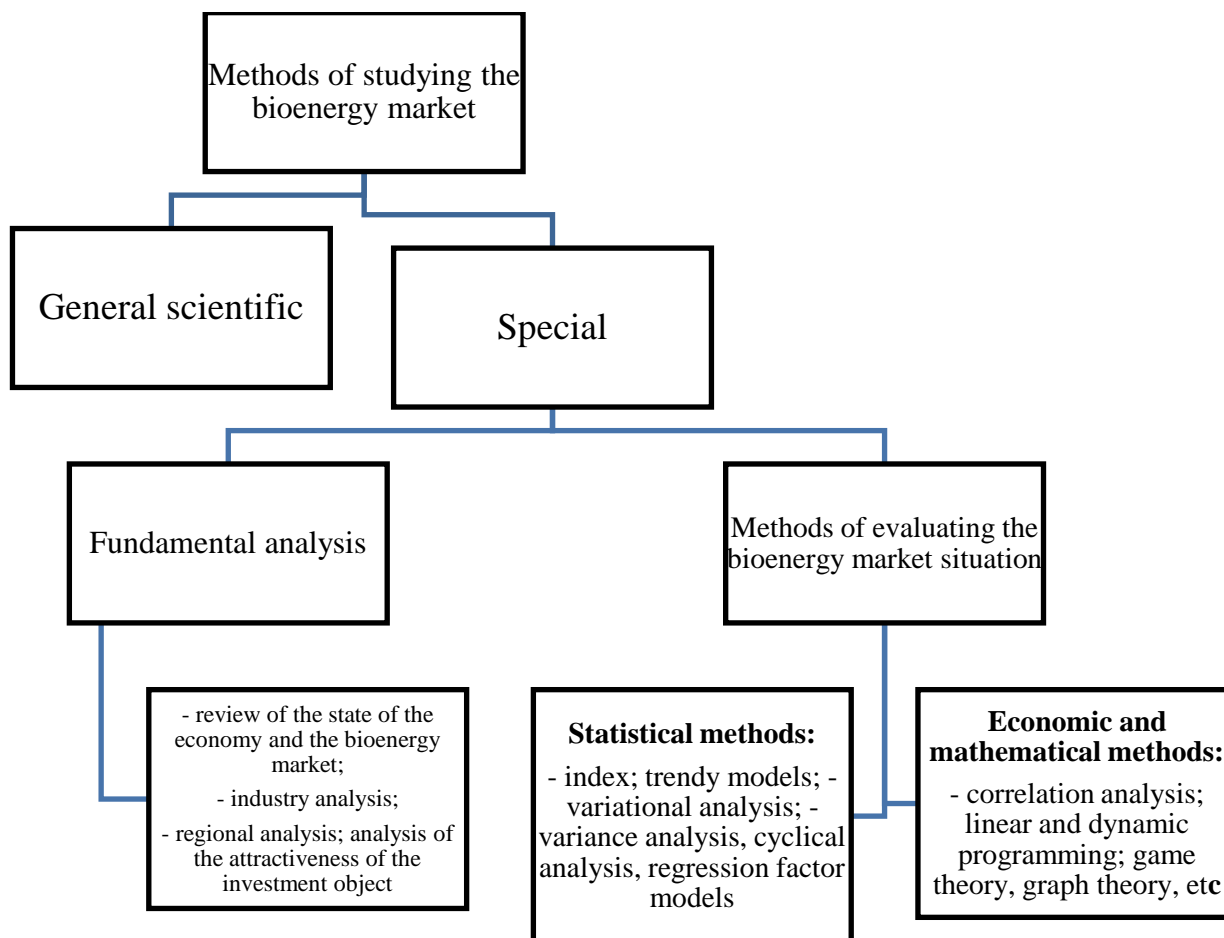 Methods of studying the
bioenergy market
General scientific
Special
Fundamental analysis
Methods of evaluating the
bioenergy market situation
- review of the state of the
economy and the bioenergy
market;
- industry analysis;
- regional analysis; analysis of
the attractiveness of the
investment object
Statistical methods:
- index; trendy models; -
variational analysis; -
variance analysis, cyclical
analysis, regression factor
models
Economic and
mathematical methods:
- correlation analysis;
linear and dynamic
programming; game
theory, graph theory, etc